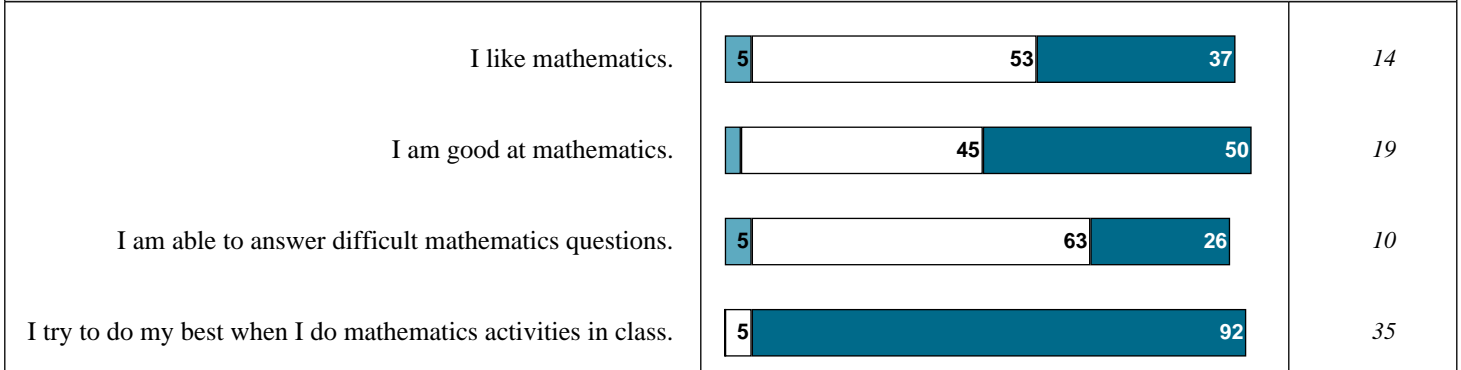 I like mathematics. 5 53 37 14
I am good at mathematics. 45 50 19
I am able to answer difficult mathematics questions. 5 63 26 10
I try to do my best when I do mathematics activities in class. 5 92 35